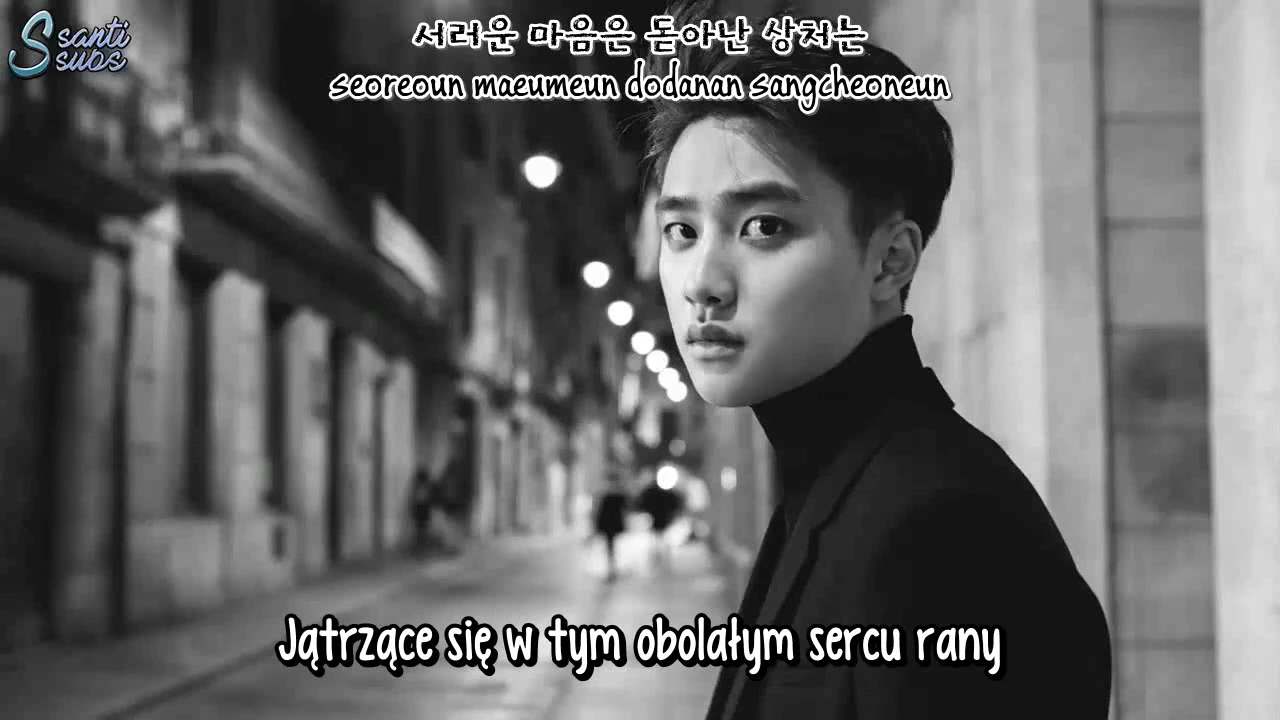 Ssanti
subs
서러운 마음은 돋아난 상처는
seoreoun maeumeun dodanan sangcheoneun
Jątrzące się w tym obolałym sercu rany